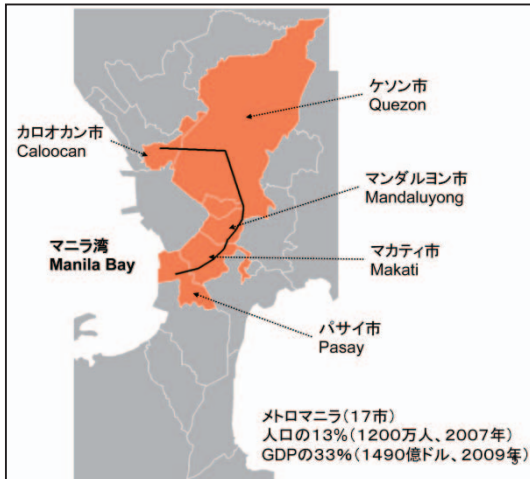 ケソン市
Quezon
カロオカン市
Caloocan
マンダルヨン市
Mandaluyong
マニラ湾
Manila Bay
マカティ市
Makati
パサイ市
Pasay
メトロマニラ(17市)
人口の13%(1200万人、2007年)
GDPの33%(1490億ドル、2009年)